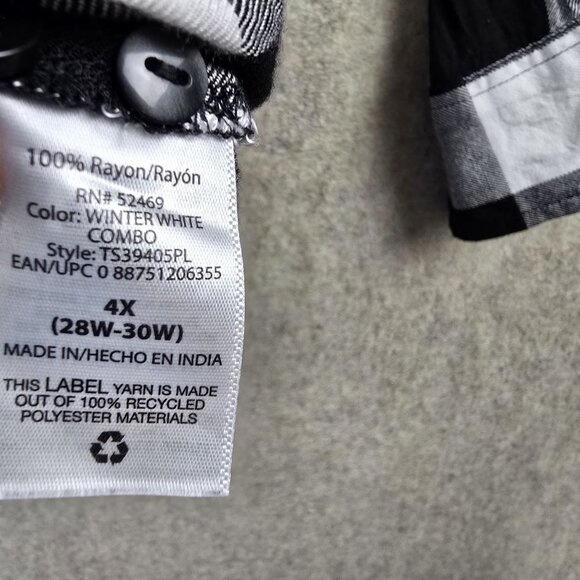 100% Rayon/Rayón
RN# 52469
Color: WINTER WHITE
COMBO
Style: TS39405PL
EAN/UPC 0 88751206355
4X
(28W-30W)
MADE IN/HECHO EN INDIA
THIS LABEL YARN IS MADE
OUT OF 100% RECYCLED
POLYESTER MATERIALS